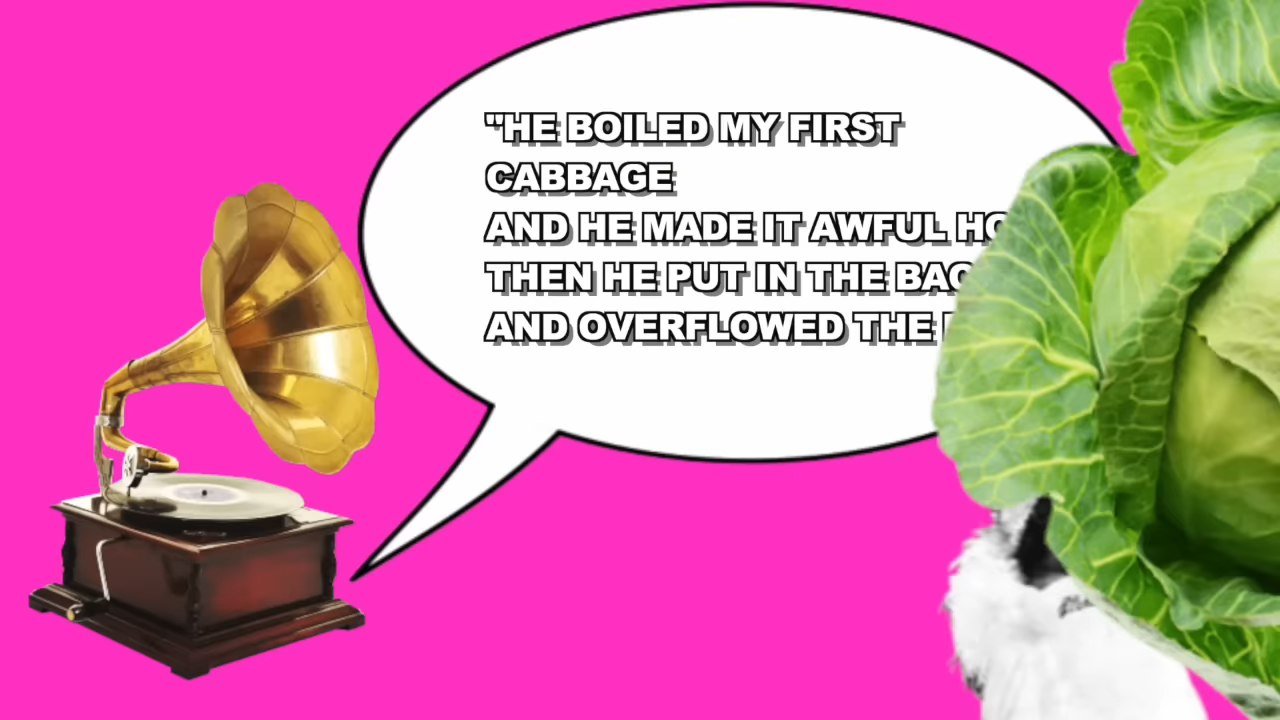 "HE BOILED MY FIRST
CABBAGE
AND HE MADE IT AWFUL
THEN HE PUT IN THE
AND OVERFLOWED THE